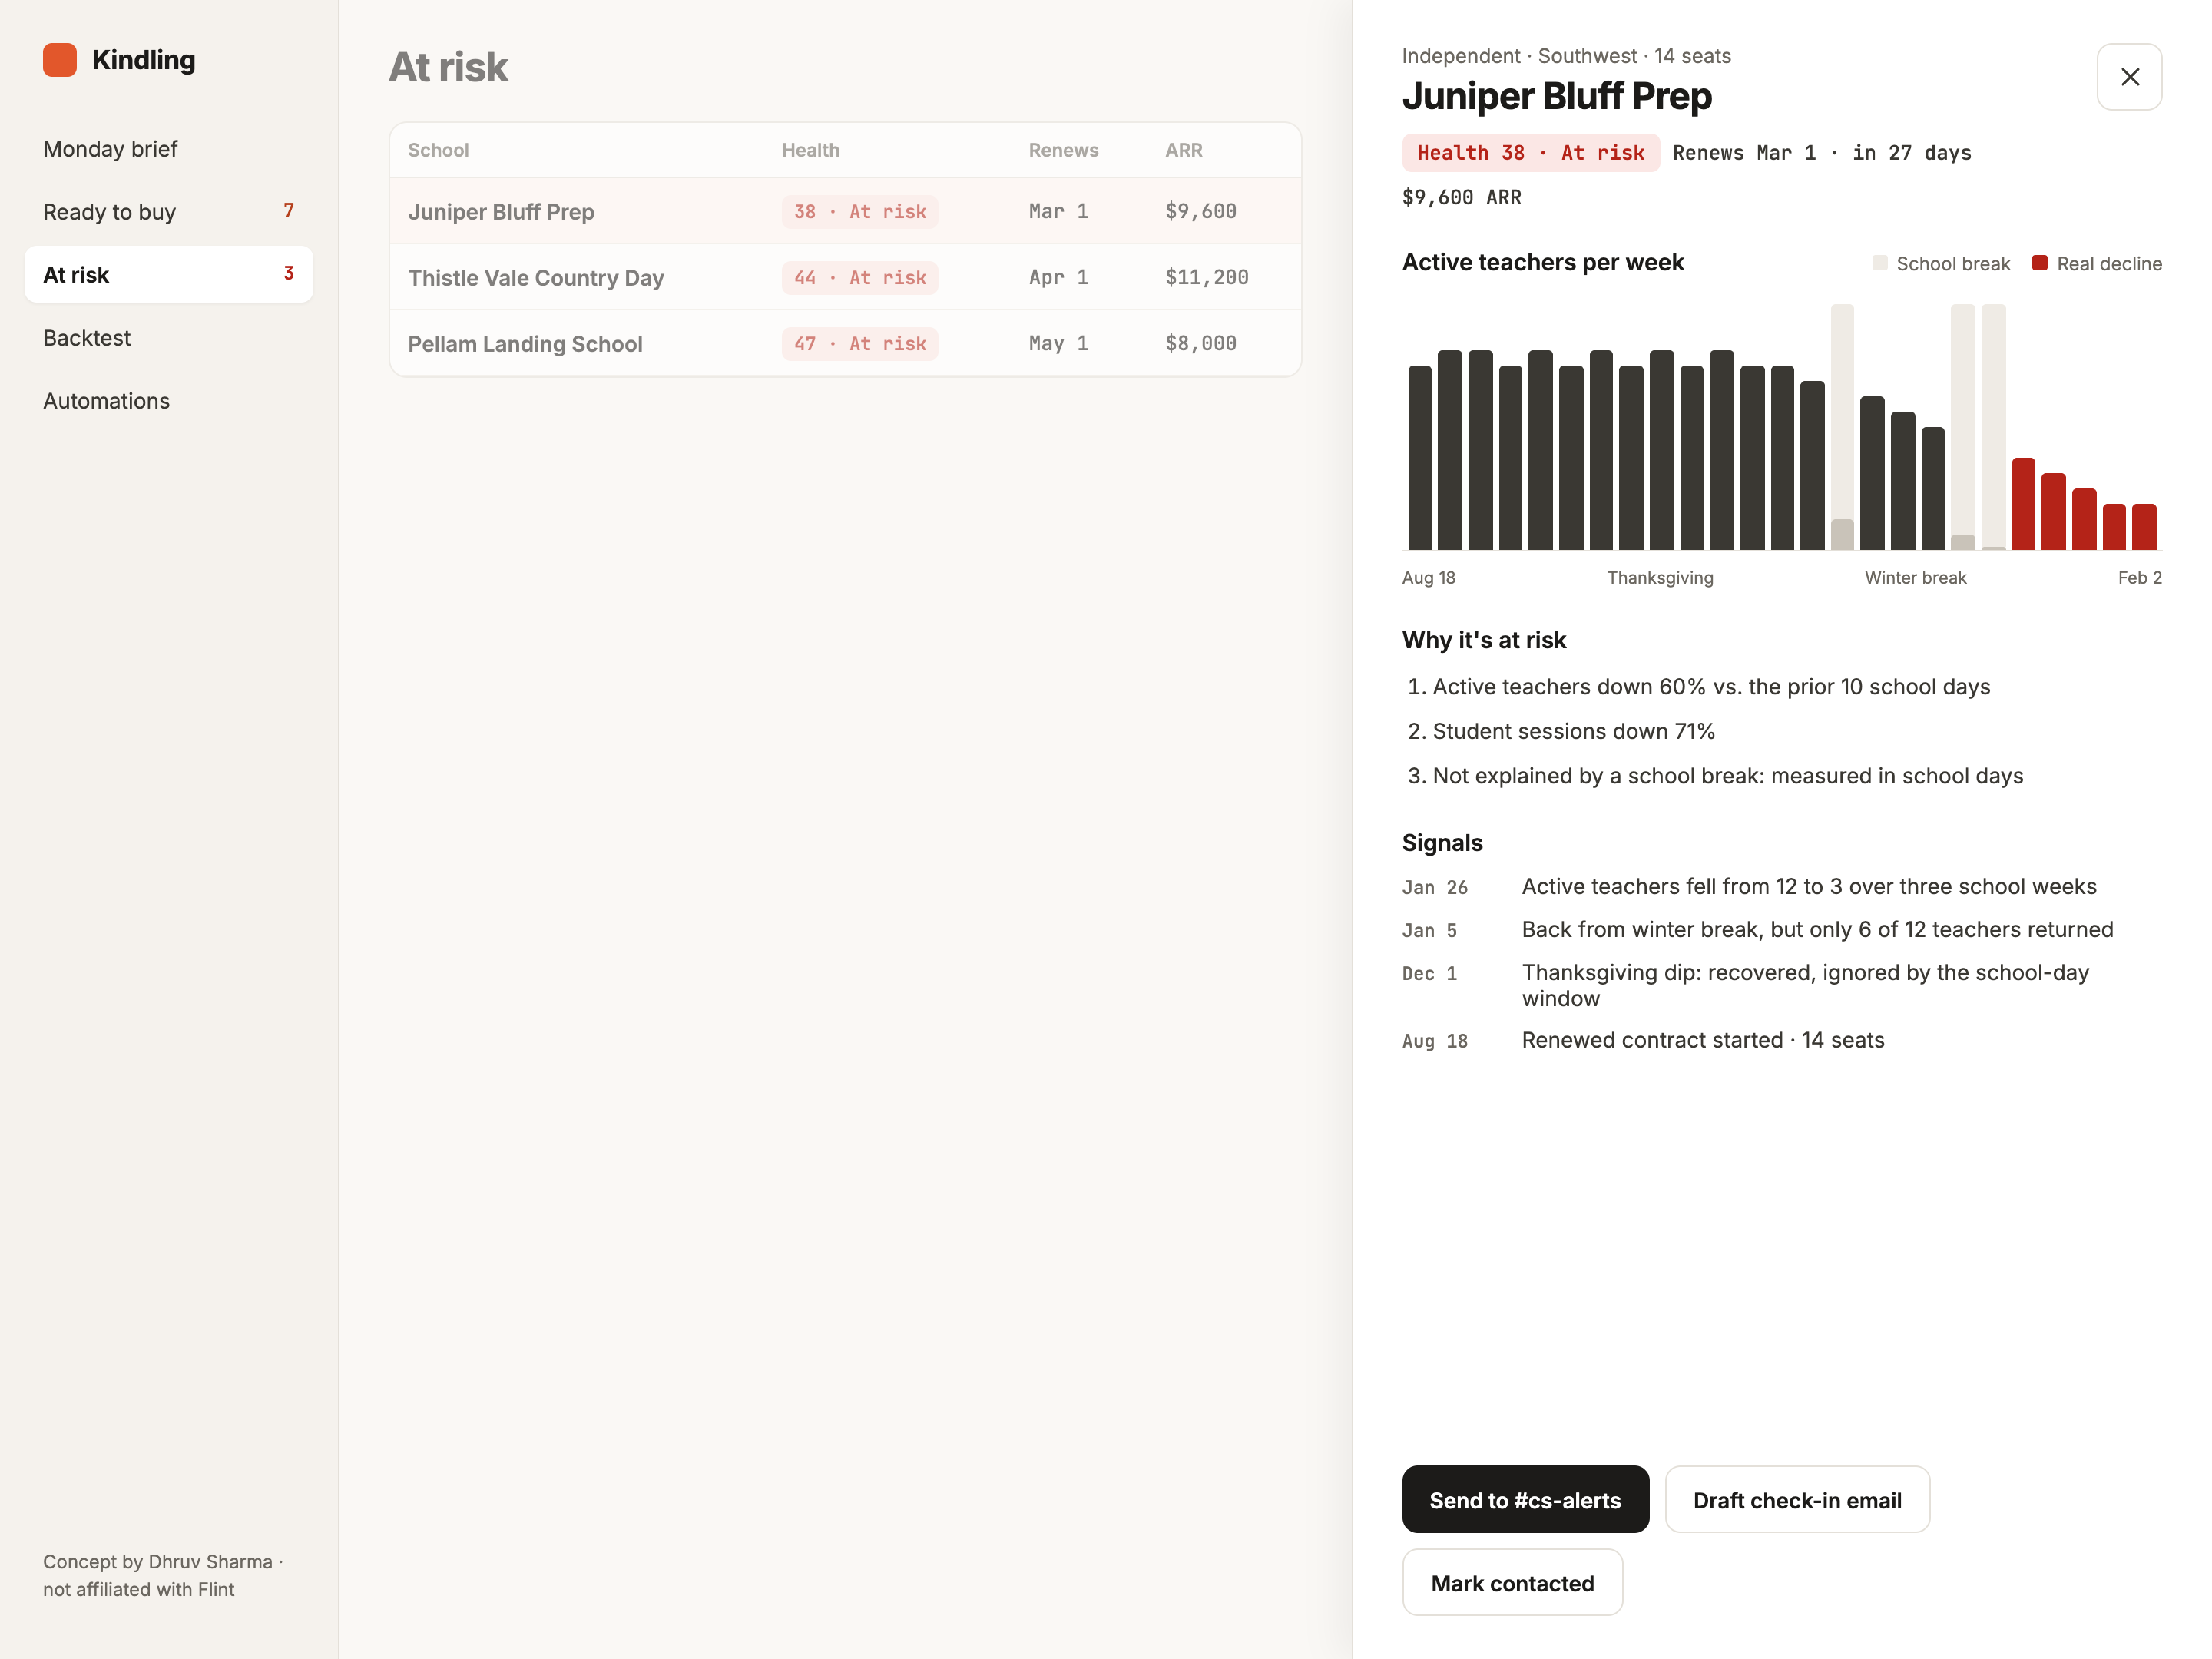 Kindling
Monday brief
Ready to buy 7
At risk 3
Backtest
Automations
Concept by Dhruv Sharma ·
not affiliated with Flint
At risk
School Health Renews ARR
Juniper Bluff Prep 38 · At risk Mar 1 $9,600
Thistle Vale Country Day 44 · At risk Apr 1 $11,200
Pellam Landing School 47 · At risk May 1 $8,000
Independent · Southwest · 14 seats
Juniper Bluff Prep
Health 38 · At risk Renews Mar 1 · in 27 days
$9,600 ARR
Active teachers per week School break Real decline
Aug 18 Thanksgiving Winter break Feb 2
Why it's at risk
1. Active teachers down 60% vs. the prior 10 school days
2. Student sessions down 71%
3. Not explained by a school break: measured in school days
Signals
Jan 26 Active teachers fell from 12 to 3 over three school weeks
Jan 5 Back from winter break, but only 6 of 12 teachers returned
Dec 1 Thanksgiving dip: recovered, ignored by the school-day
window
Aug 18 Renewed contract started · 14 seats
Send to #cs-alerts Draft check-in email
Mark contacted